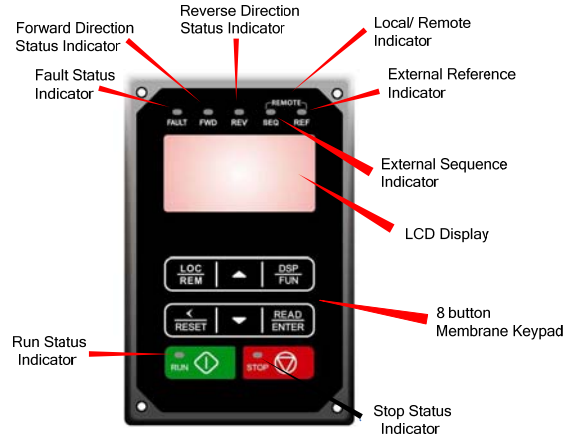 Reverse Direction
Status Indicator
Forward Direction
Status Indicator
Local/ Remote
Indicator
Fault Status
Indicator
External Reference
Indicator
REMOTE
FAULT FWD REV SEQ REF
External Sequence
Indicator
LCD Display
LOC
REM
DSP
FUN
<
RESET
READ
ENTER
8 button
Membrane Keypad
Run Status
Indicator
RUN
STOP
Stop Status
Indicator